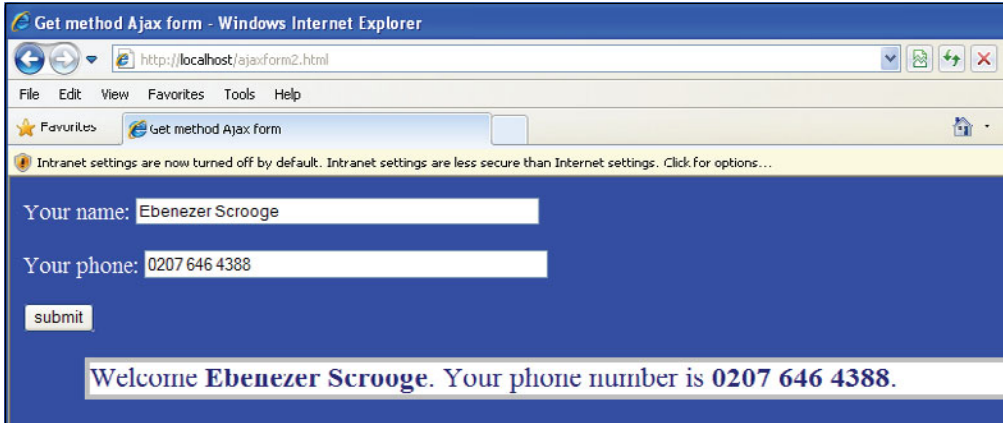 Get method Ajax form - Windows Internet Explorer
http://localhost/ajaxform2.html
File Edit View Favorites Tools Help
Favorites Get method Ajax form
Intranet settings are now turned off by default. Intranet settings are less secure than Internet settings. Click for options...
Your name: Ebenezer Scrooge
Your phone: 0207 646 4388
submit
Welcome Ebenezer Scrooge. Your phone number is 0207 646 4388.